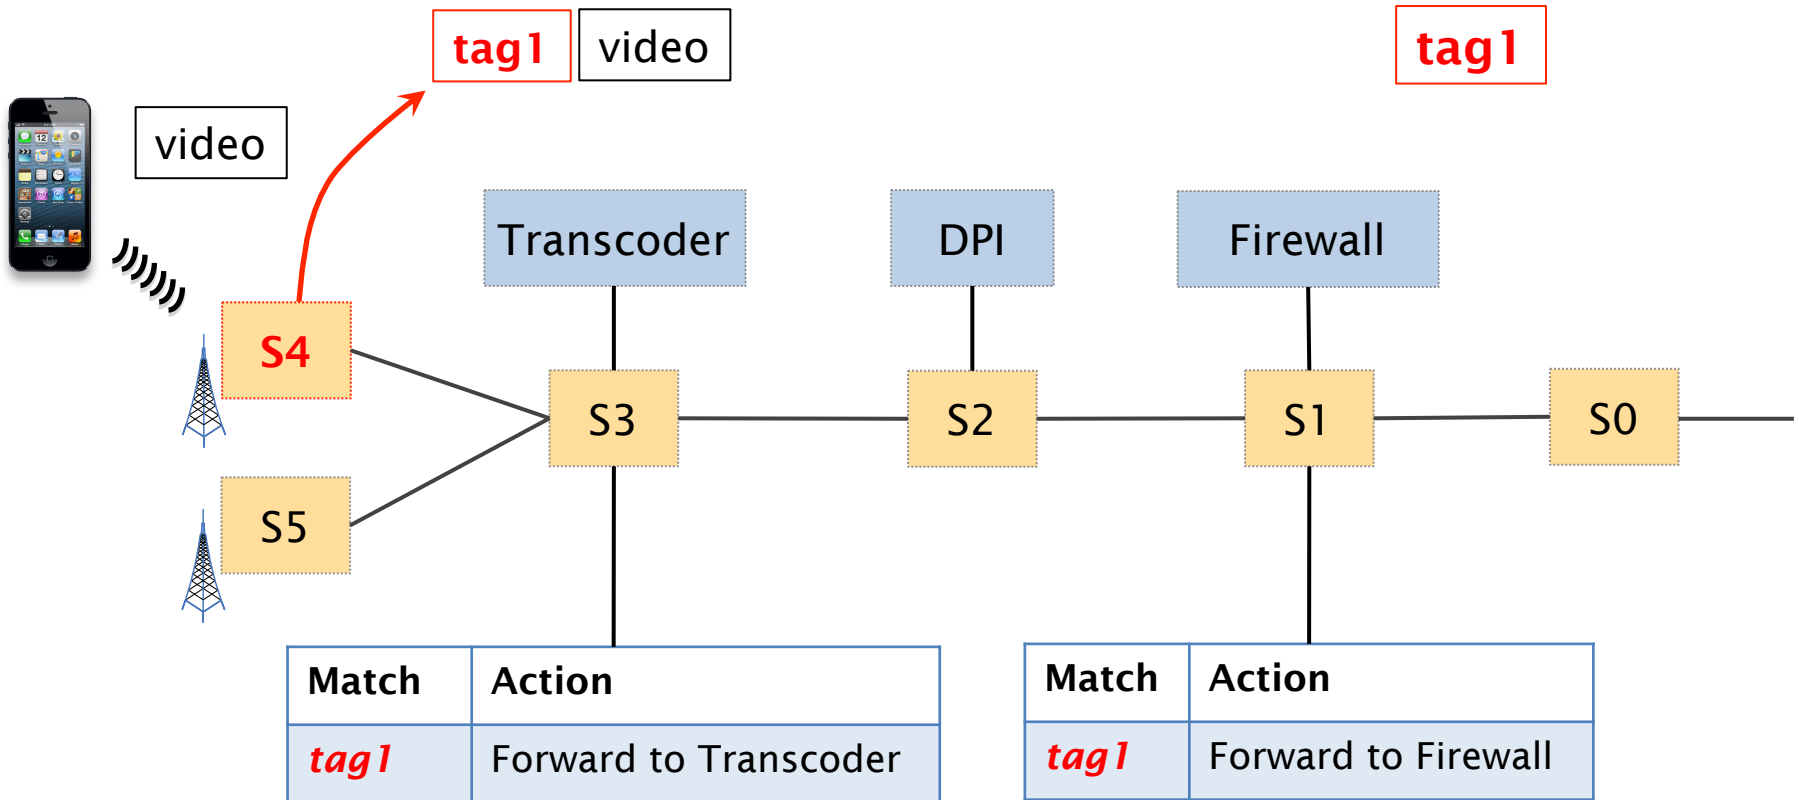 tag1 video
tag1
video
Transcoder
DPI
Firewall
S4
S3
S2
S1
S0
S5
Match Action
tag1 Forward to Transcoder
Match Action
tag1 Forward to Firewall